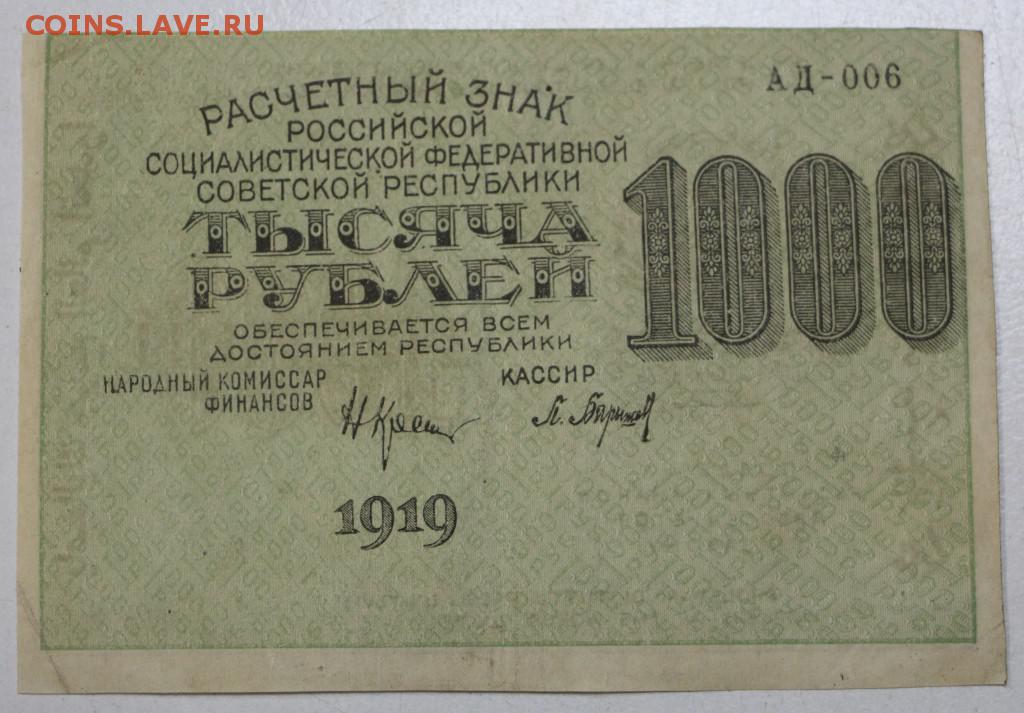 COINS.LAVE.RU
АД-006
РАСЧЕТНЫЙ ЗНАК
РОССИЙСКОЙ
СОЦИАЛИСТИЧЕСКОЙ ФЕДЕРАТИВНОЙ
СОВЕТСКОЙ РЕСПУБЛИКИ
ТЫСЯЧА
РУБЛЕЙ
1000
ОБЕСПЕЧИВАЕТСЯ ВСЕМ
ДОСТОЯНИЕМ РЕСПУБЛИКИ
НАРОДНЫЙ КОМИССАР
ФИНАНСОВ
КАССИР
1919